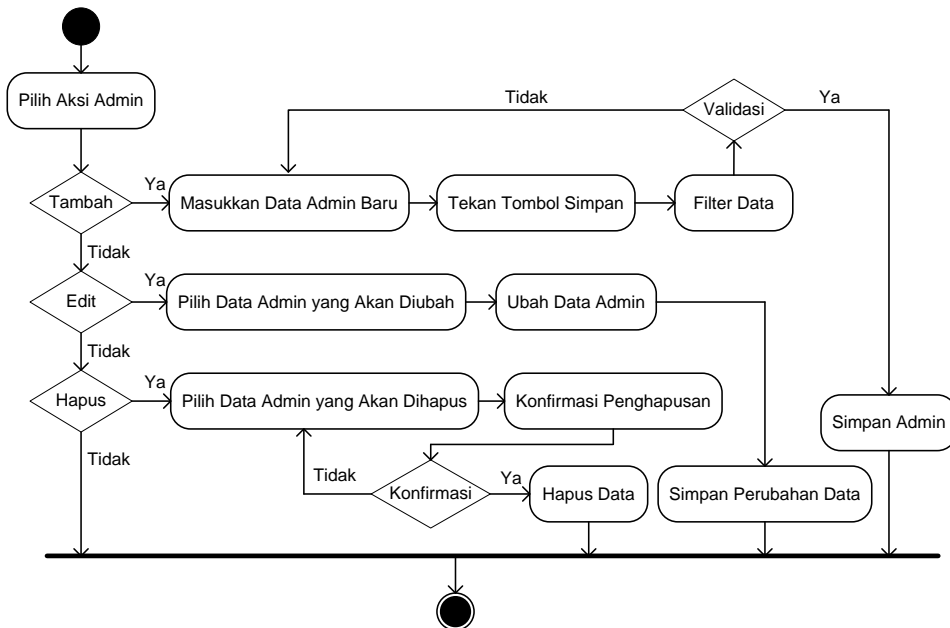 Pilih Aksi Admin
Tidak
Validasi
Ya
Tambah
Ya
Masukkan Data Admin Baru
Tekan Tombol Simpan
Filter Data
Tidak
Edit
Ya
Pilih Data Admin yang Akan Diubah
Ubah Data Admin
Tidak
Hapus
Ya
Pilih Data Admin yang Akan Dihapus
Konfirmasi Penghapusan
Simpan Admin
Tidak
Tidak
Konfirmasi
Ya
Hapus Data
Simpan Perubahan Data